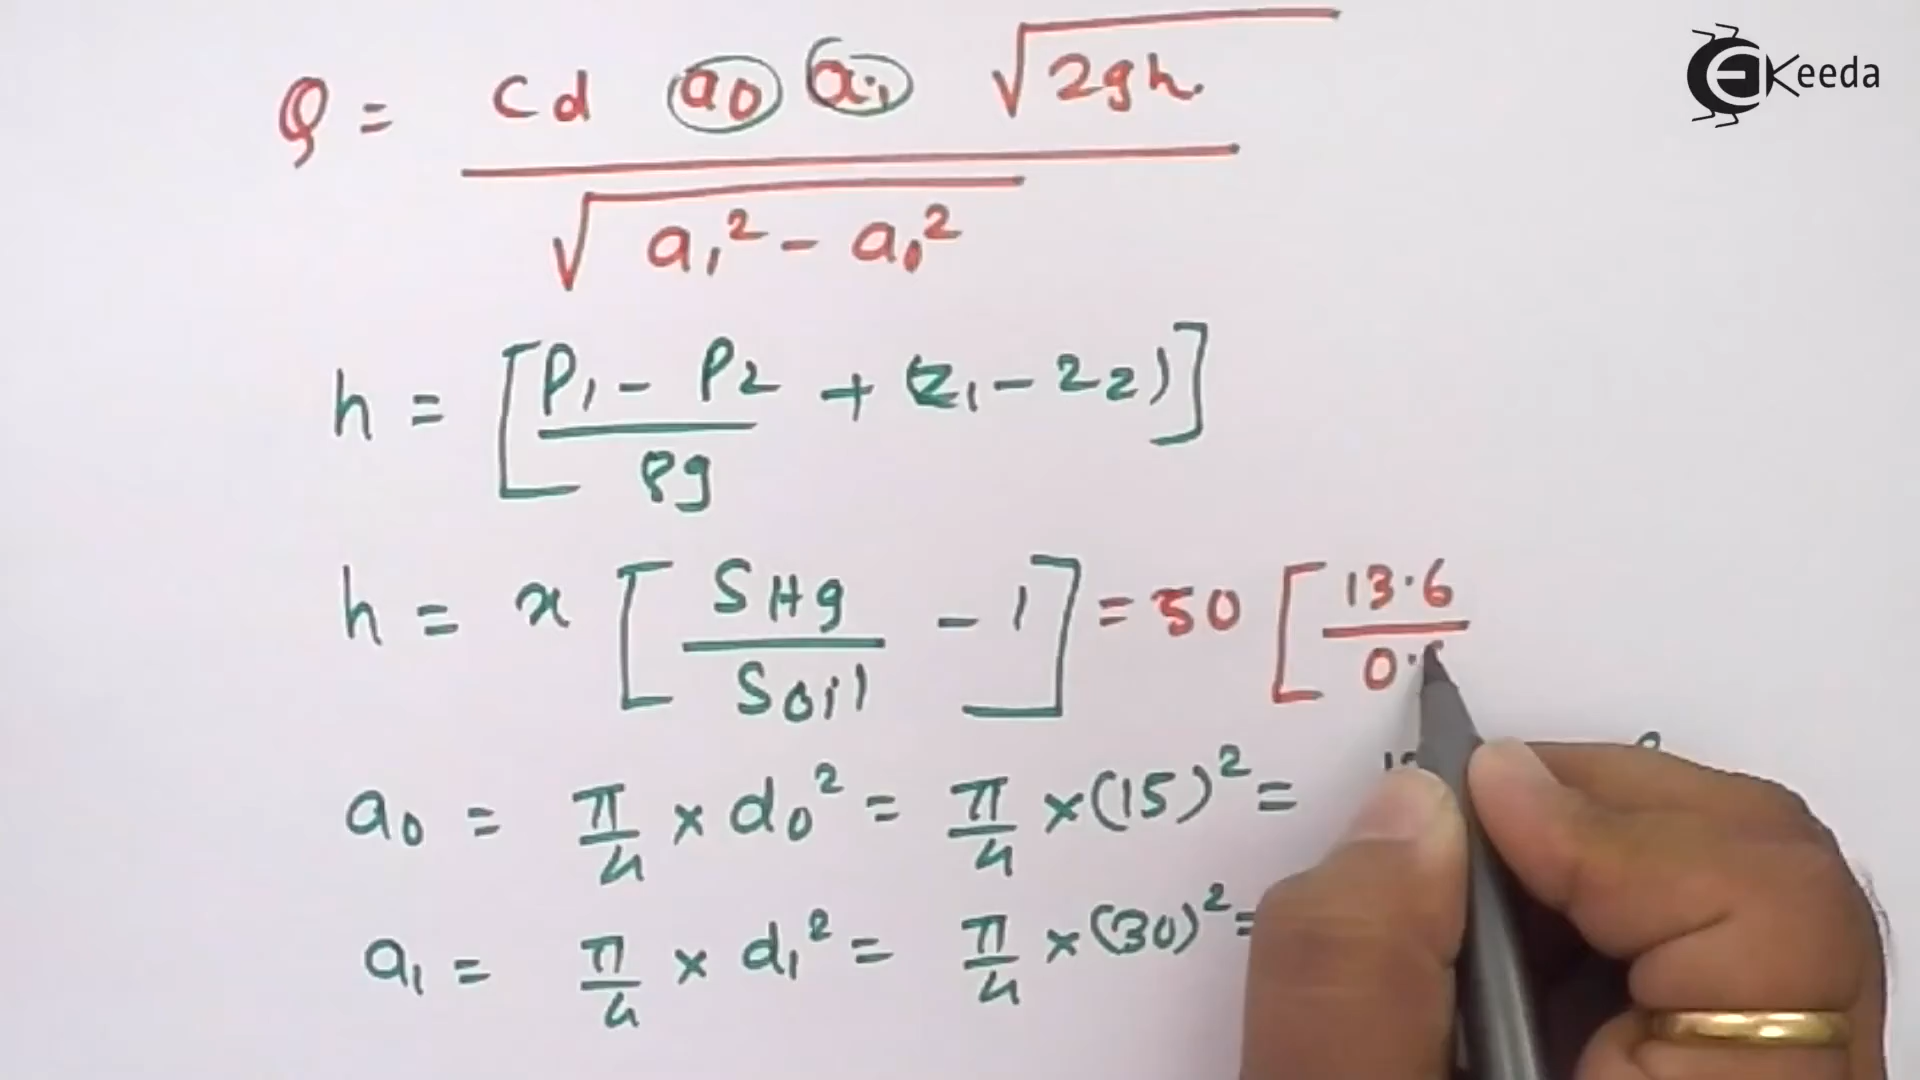 EKeeda
Q = Cd a0 a1 √2gh / √a1² - a0²
h = [P1 - P2 / ρg + (z1 - z2)]
h = x [SHg / Soil - 1] = 50 [13.6 / 0.
a0 = π/4 × d0² = π/4 × (15)² =
a1 = π/4 × d1² = π/4 × (30)² =